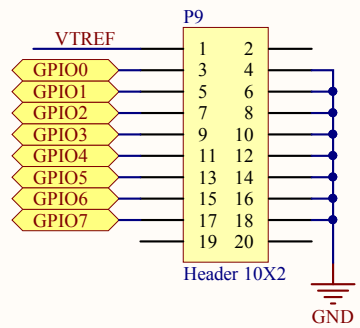 P9
VTREF 1 2
GPIO0 3 4
GPIO1 5 6
GPIO2 7 8
GPIO3 9 10
GPIO4 11 12
GPIO5 13 14
GPIO6 15 16
GPIO7 17 18
19 20
Header 10X2
GND